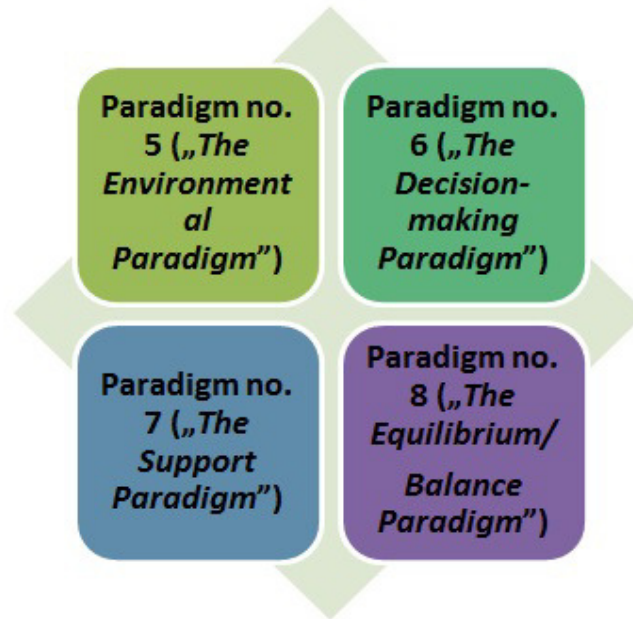 Paradigm no.
5 („The
Environment
al
Paradigm”)
Paradigm no.
6 („The
Decision-
making
Paradigm”)
Paradigm no.
7 („The
Support
Paradigm”)
Paradigm no.
8 („The
Equilibrium/
Balance
Paradigm”)